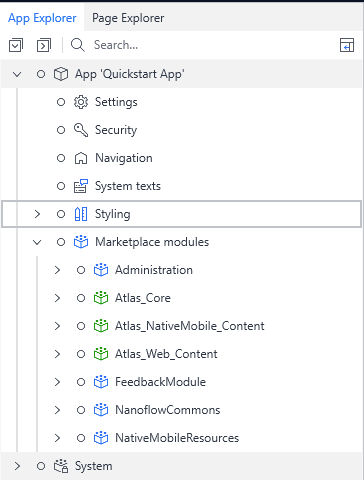 App Explorer Page Explorer
Search...
App 'Quickstart App'
Settings
Security
Navigation
System texts
Styling
Marketplace modules
Administration
Atlas_Core
Atlas_NativeMobile_Content
Atlas_Web_Content
FeedbackModule
NanoflowCommons
NativeMobileResources
System